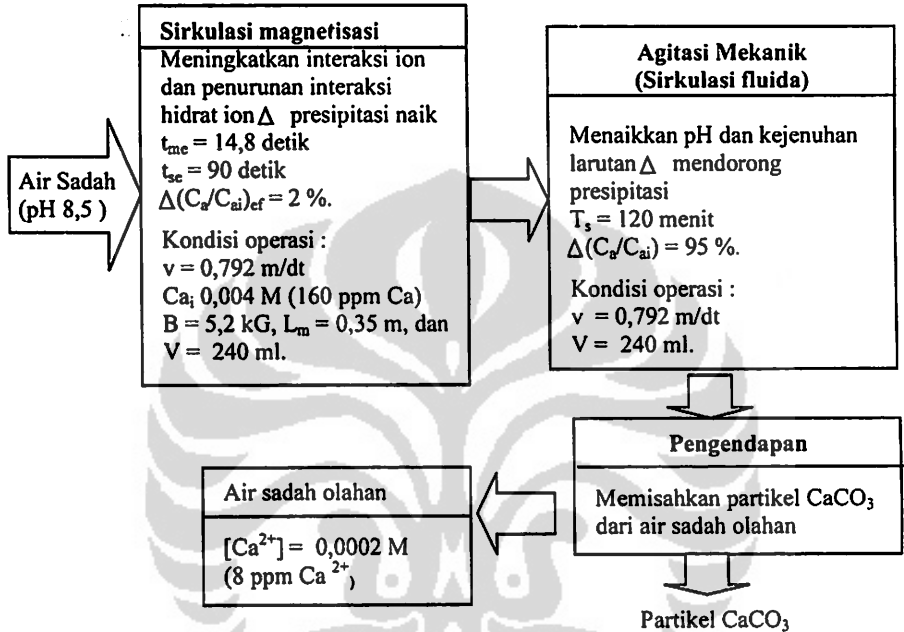 Air Sadah
(pH 8,5 )
Sirkulasi magnetisasi
Meningkatkan interaksi ion
dan penurunan interaksi
hidrat ion Δ presipitasi naik
tme = 14,8 detik
tse = 90 detik
Δ(Ca/Cai)ef = 2 %.
Kondisi operasi :
v = 0,792 m/dt
Cai 0,004 M (160 ppm Ca)
B = 5,2 kG, Lm = 0,35 m, dan
V = 240 ml.
Agitasi Mekanik
(Sirkulasi fluida)
Menaikkan pH dan kejenuhan
larutan Δ mendorong
presipitasi
Ts = 120 menit
Δ(Ca/Cai) = 95 %.
Kondisi operasi :
v = 0,792 m/dt
V = 240 ml.
Pengendapan
Memisahkan partikel CaCO3
dari air sadah olahan
Air sadah olahan
[Ca2+] = 0,0002 M
(8 ppm Ca 2+)
Partikel CaCO3